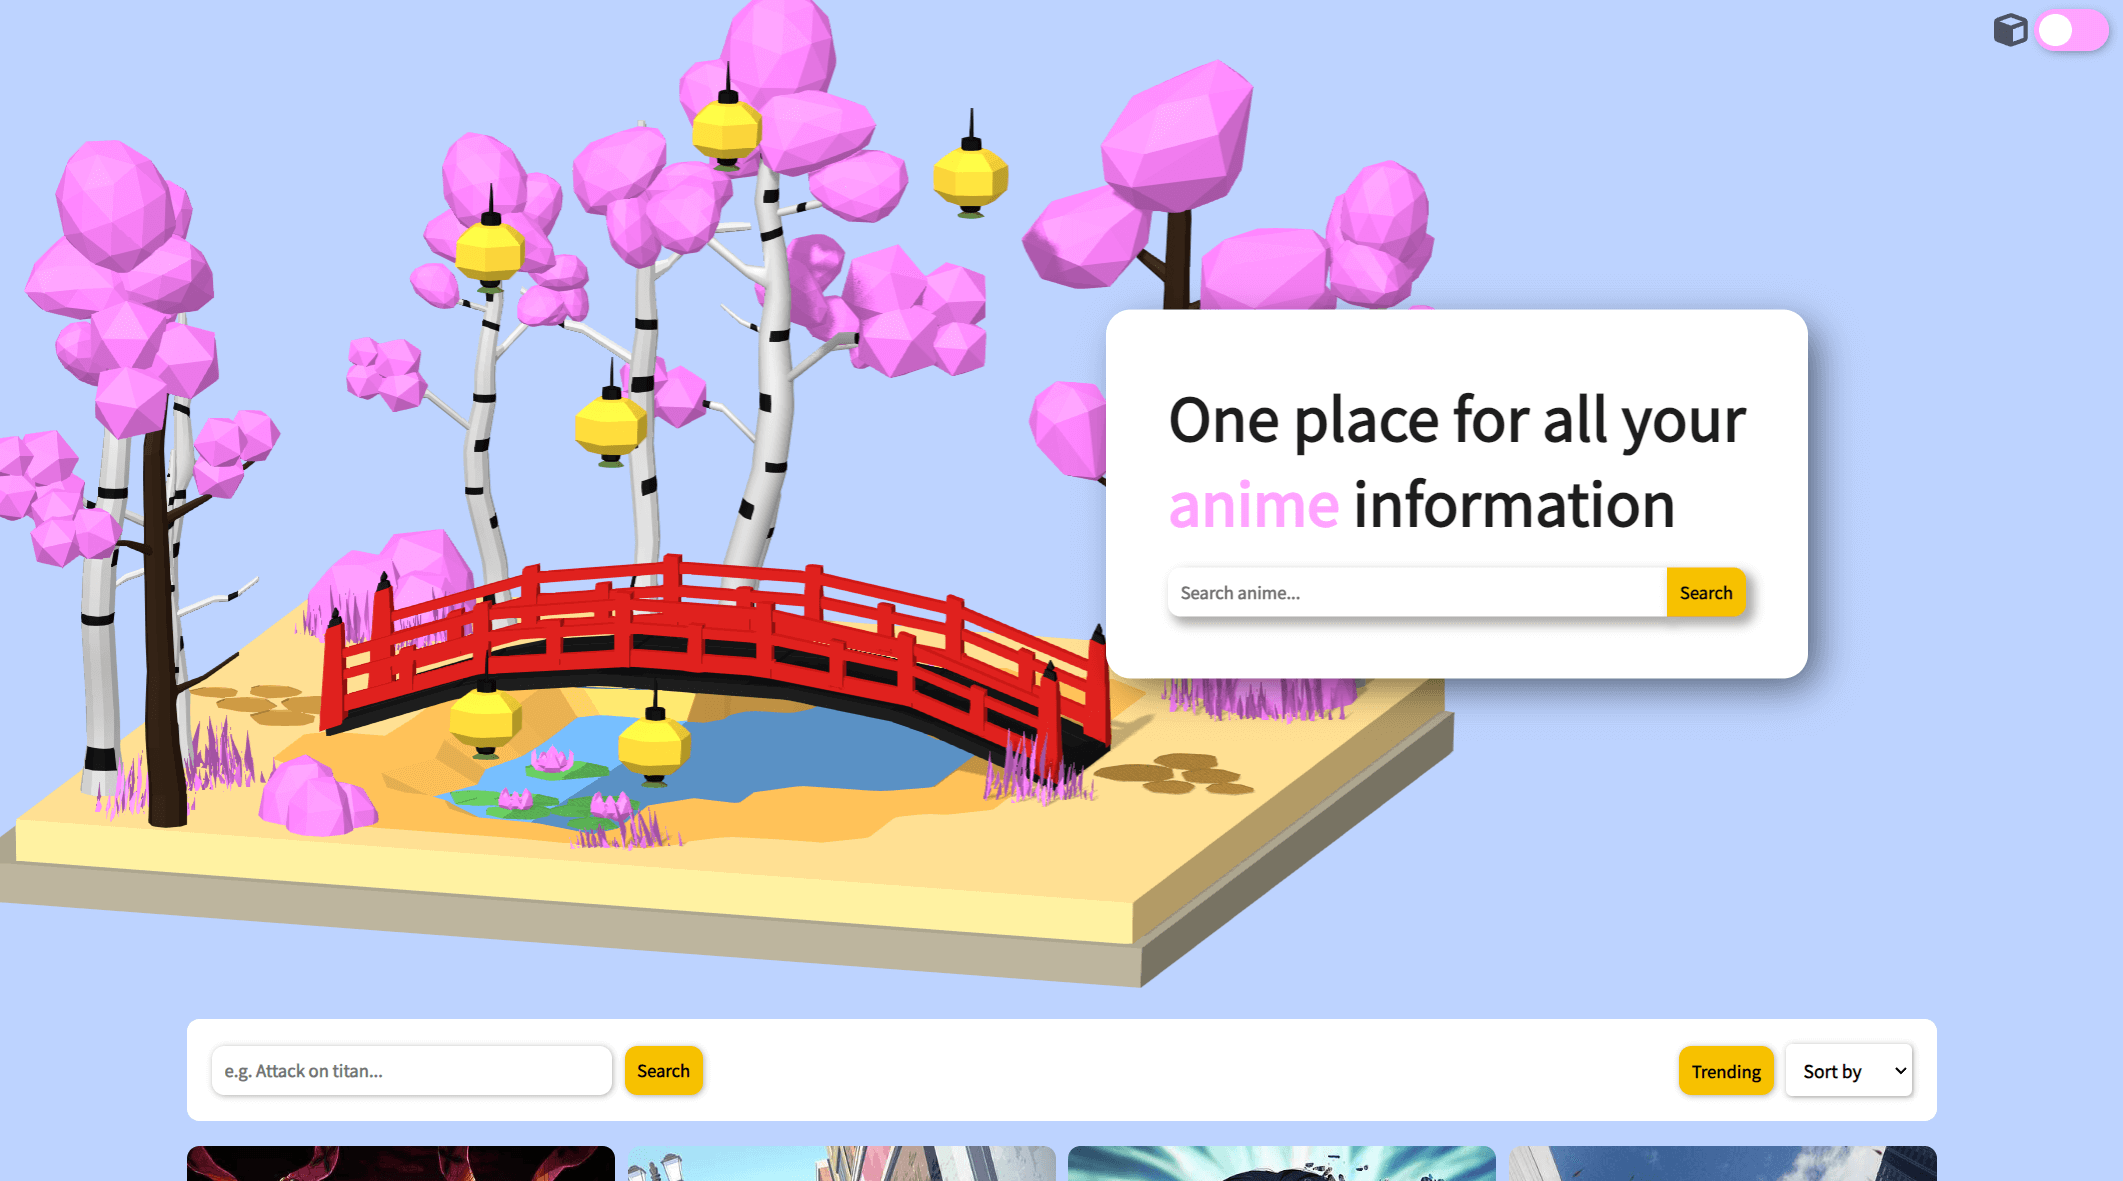 One place for all your
anime information
Search anime...
Search
e.g. Attack on titan...
Search
Trending
Sort by